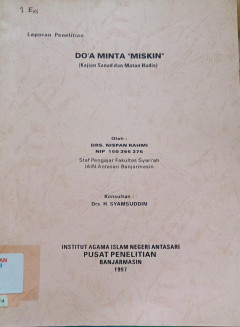 1 Eks
Laporan Penelitian
DO'A MINTA "MISKIN"
(Kajian Sanad dan Matan Hadis)
Oleh :
DRS. NISPAN RAHMI
NIP 150 266 276
Staf Pengajar Fakultas Syari'ah
IAIN Antasari Banjarmasin
Konsultan :
Drs. H. SYAMSUDDIN
INSTITUT AGAMA ISLAM NEGERI ANTASARI
PUSAT PENELITIAN
BANJARMASIN
1997